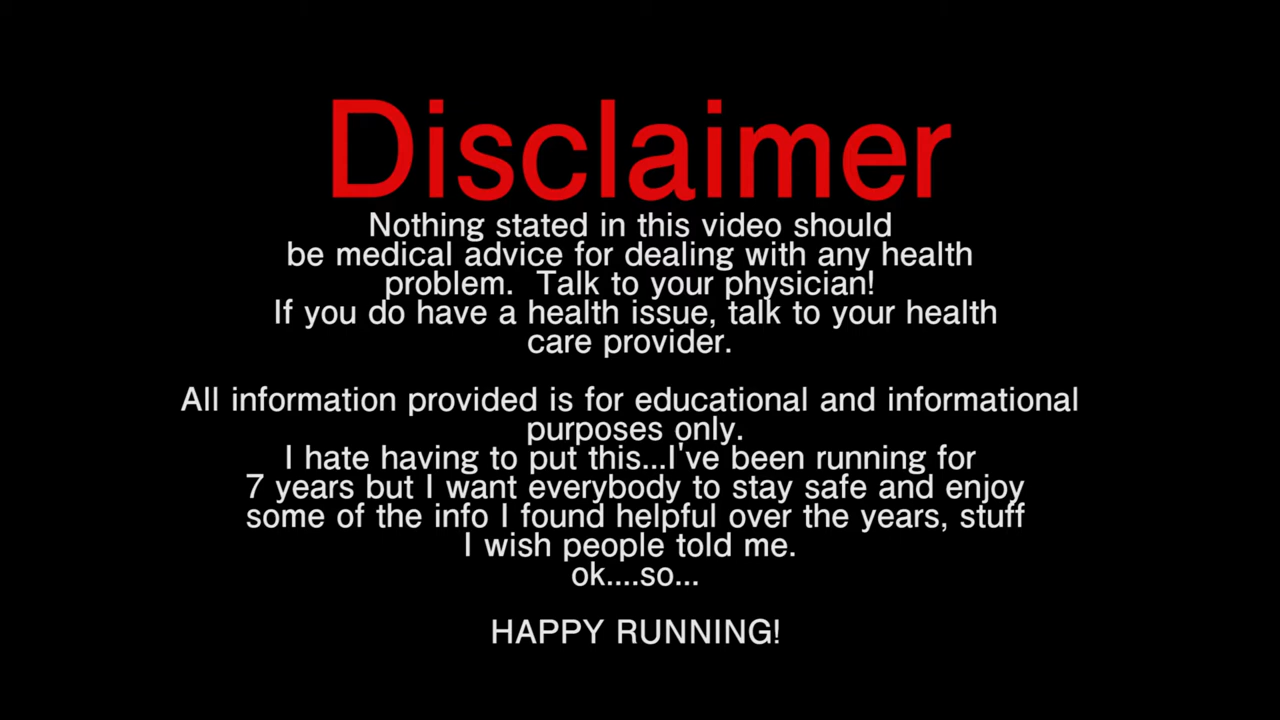 Disclaimer
Nothing stated in this video should
be medical advice for dealing with any health
problem.  Talk to your physician!
If you do have a health issue, talk to your health
care provider.
All information provided is for educational and informational
purposes only.
I hate having to put this...I've been running for
7 years but I want everybody to stay safe and enjoy
some of the info I found helpful over the years, stuff
I wish people told me.
ok....so...
HAPPY RUNNING!